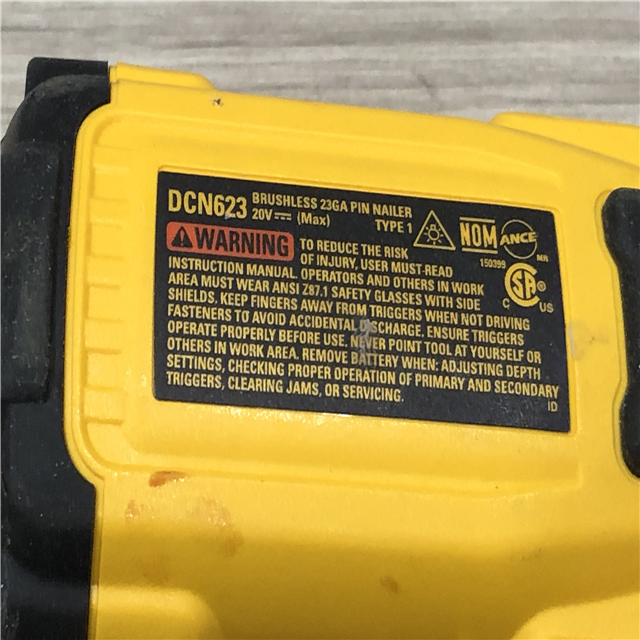 DCN623 BRUSHLESS 23GA PIN NAILER
20V⎓ (Max) TYPE 1
NOM ANCE
150399 MR
WARNING TO REDUCE THE RISK
OF INJURY, USER MUST READ
INSTRUCTION MANUAL. OPERATORS AND OTHERS IN WORK
AREA MUST WEAR ANSI Z87.1 SAFETY GLASSES WITH SIDE
SHIELDS. KEEP FINGERS AWAY FROM TRIGGERS WHEN NOT DRIVING
FASTENERS TO AVOID ACCIDENTAL DISCHARGE. ENSURE TRIGGERS
OPERATE PROPERLY BEFORE USE. NEVER POINT TOOL AT YOURSELF OR
OTHERS IN WORK AREA. REMOVE BATTERY WHEN: ADJUSTING DEPTH
SETTINGS, CHECKING PROPER OPERATION OF PRIMARY AND SECONDARY
TRIGGERS, CLEARING JAMS, OR SERVICING.
C SA® US
ID